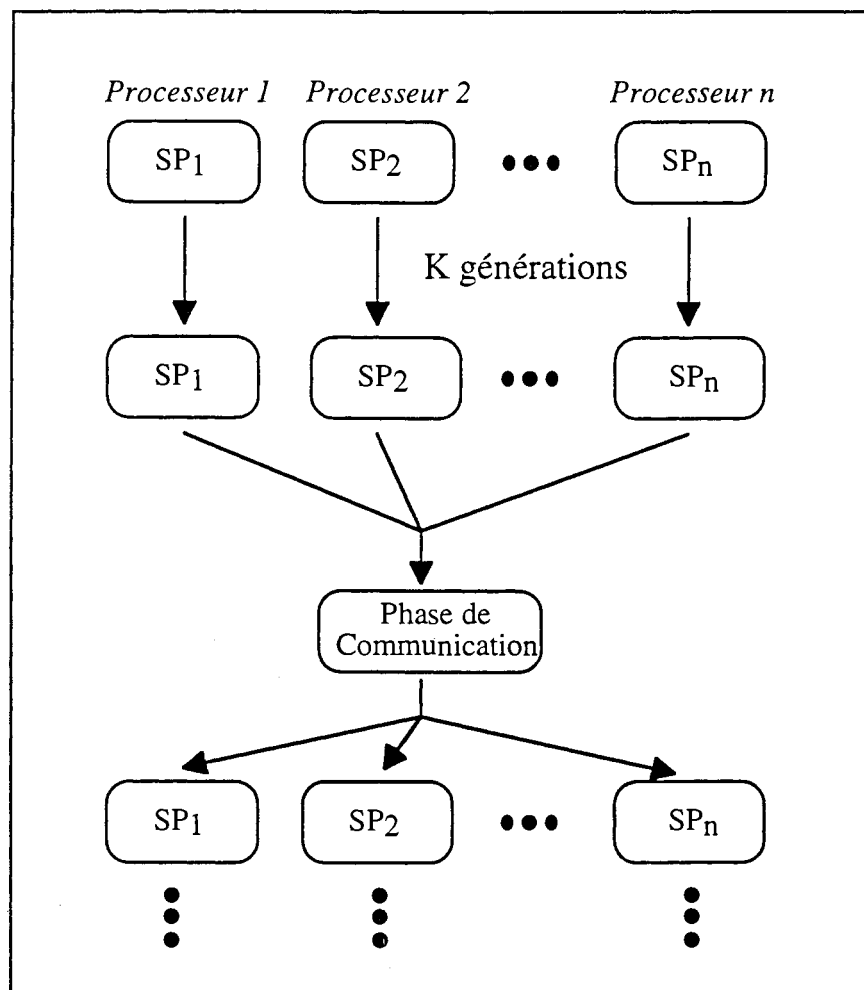 Processeur 1 Processeur 2 Processeur n
SP1 SP2 SPn
K générations
SP1 SP2 SPn
Phase de
Communication
SP1 SP2 SPn